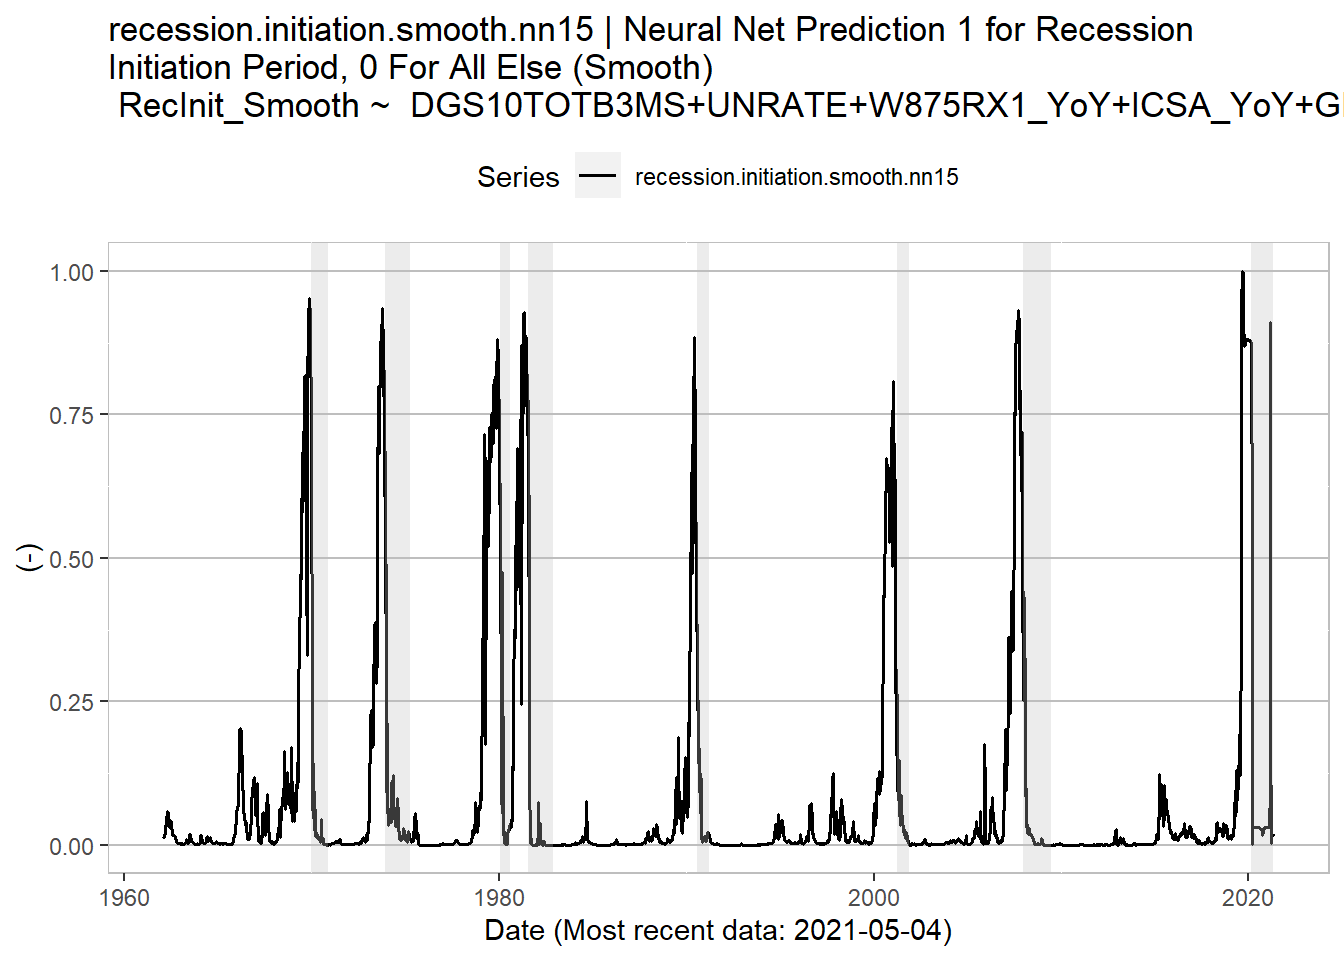 recession.initiation.smooth.nn15 | Neural Net Prediction 1 for Recession
Initiation Period, 0 For All Else (Smooth)
RecInit_Smooth ~ DGS10TOTB3MS+UNRATE+W875RX1_YoY+ICSA_YoY+G
Series recession.initiation.smooth.nn15
(-)
1.00
0.75
0.50
0.25
0.00
1960 1980 2000 2020
Date (Most recent data: 2021-05-04)